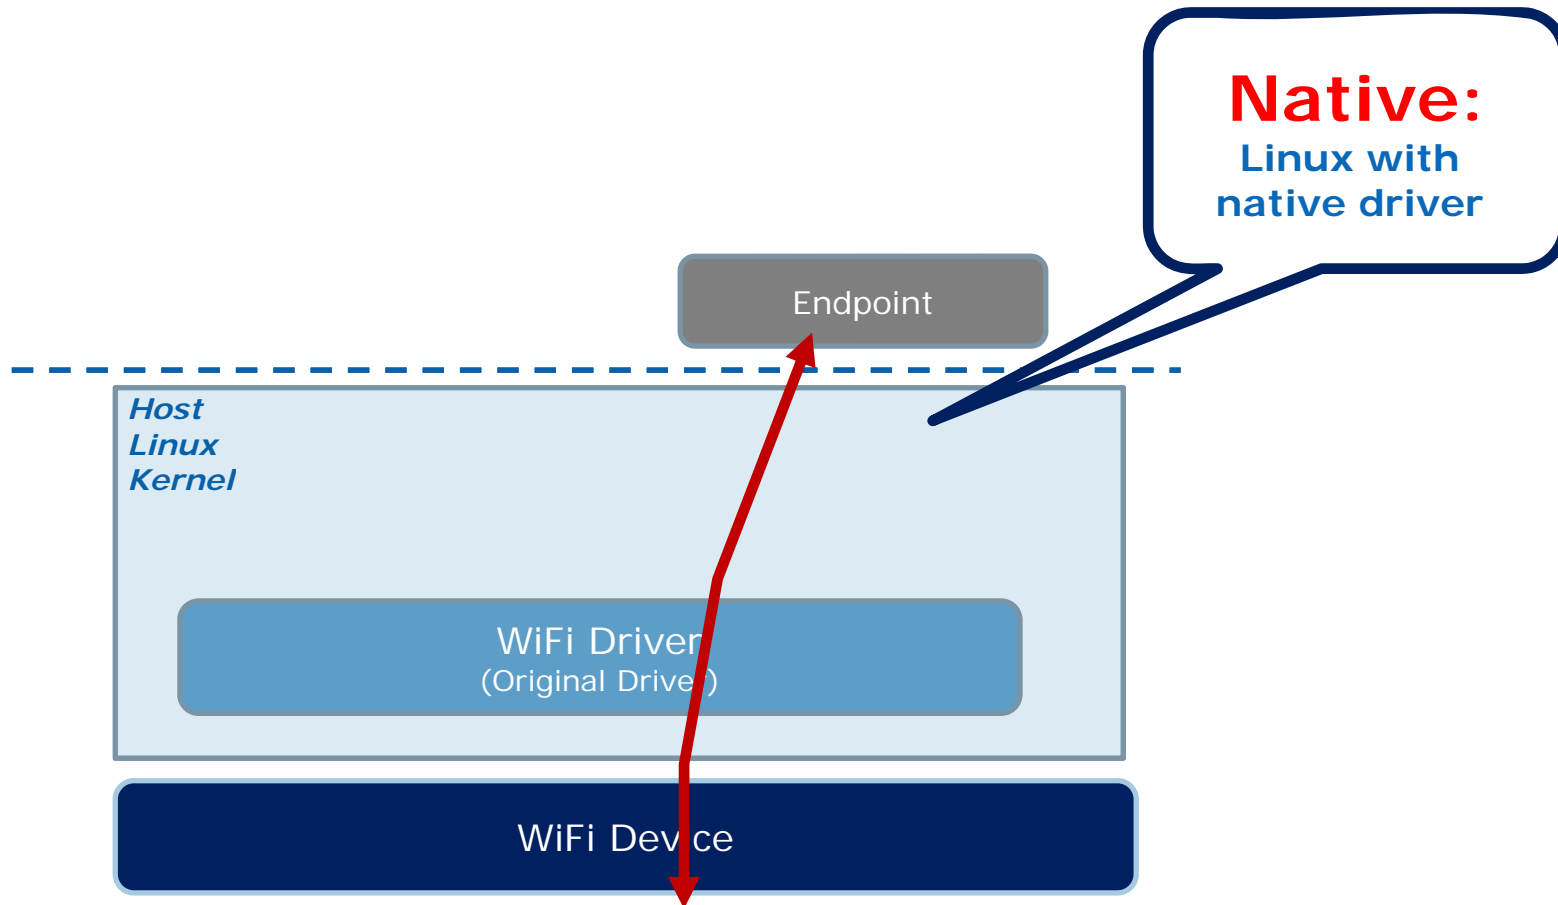 Native:
Linux with
native driver
Endpoint
Host
Linux
Kernel
WiFi Driver
(Original Driver)
WiFi Device